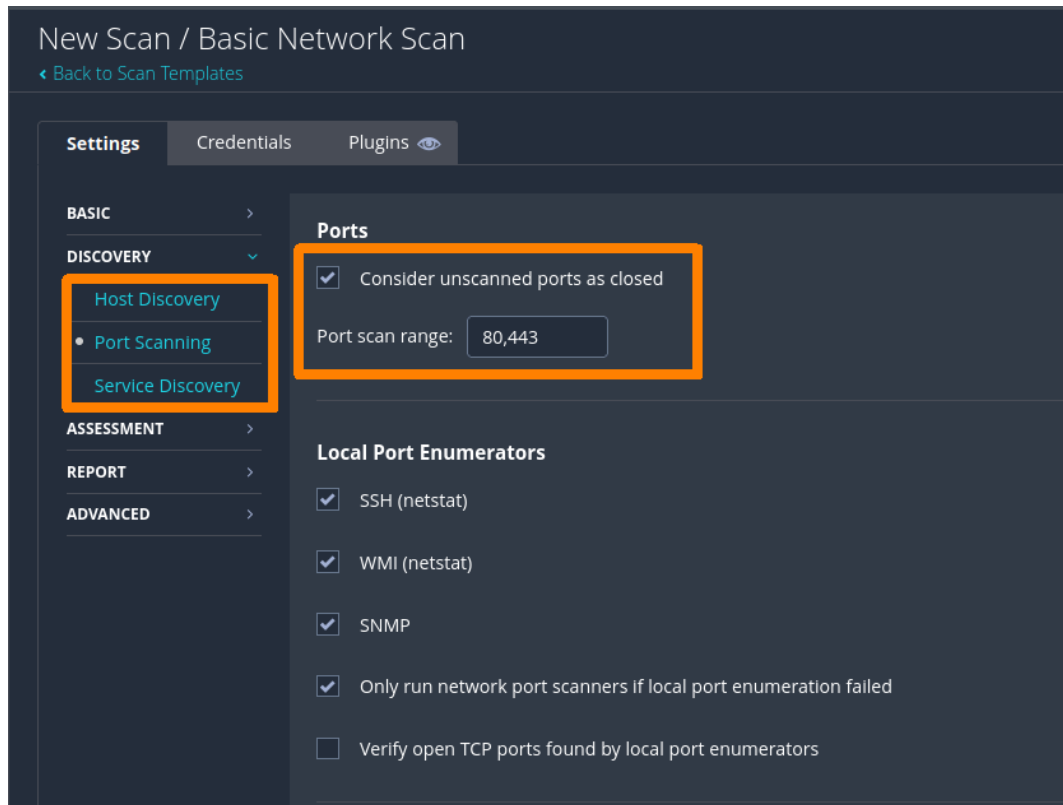 New Scan / Basic Network Scan
Back to Scan Templates
Settings
Credentials
Plugins
BASIC
DISCOVERY
Host Discovery
Port Scanning
Service Discovery
ASSESSMENT
REPORT
ADVANCED
Ports
Consider unscanned ports as closed
Port scan range: 80,443
Local Port Enumerators
SSH (netstat)
WMI (netstat)
SNMP
Only run network port scanners if local port enumeration failed
Verify open TCP ports found by local port enumerators